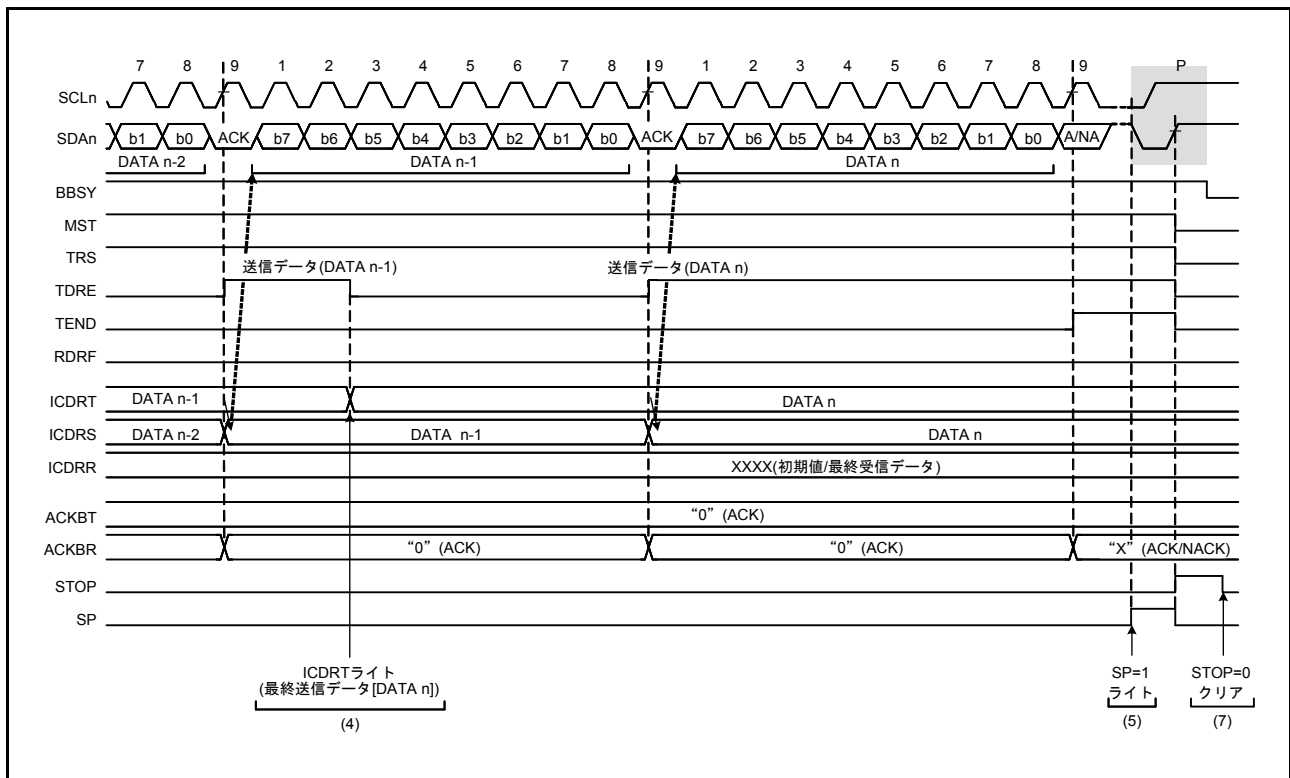 7 8 9 1 2 3 4 5 6 7 8 9 1 2 3 4 5 6 7 8 9 P
SCLn
SDAn b1 b0 ACK b7 b6 b5 b4 b3 b2 b1 b0 ACK b7 b6 b5 b4 b3 b2 b1 b0 A/NA
DATA n-2 DATA n-1 DATA n
BBSY
MST
TRS
送信データ(DATA n-1) 送信データ(DATA n)
TDRE
TEND
RDRF
ICDRT DATA n-1 DATA n
ICDRS DATA n-2 DATA n-1 DATA n
ICDRR XXXX(初期値/最終受信データ)
ACKBT “0”(ACK)
ACKBR “0”(ACK) “0”(ACK) “X”(ACK/NACK)
STOP
SP
ICDRTライト SP=1 STOP=0
(最終送信データ[DATA n]) ライト クリア
(4) (5) (7)